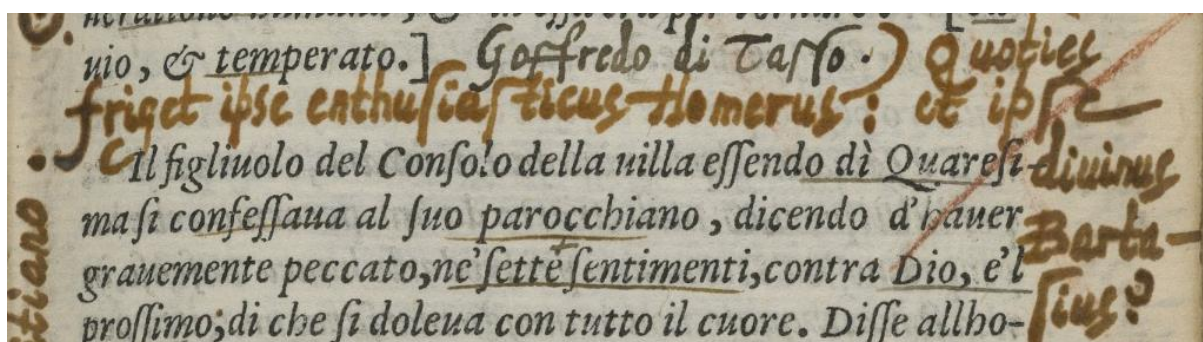 uio, & temperato.] Goffredo di Tasso.) Quoties
friget ipse enthuſiaſticus Homerus: et ipſe
Il figliuolo del Conſolo della uilla eſſendo dì Quareſi- diuinus
ma ſi confeſſaua al ſuo parocchiano, dicendo d'hauer Barta-
grauemente peccato, ne' ſette ſentimenti, contra Dio, e'l ſius?
proſſimo; di che ſi doleua con tutto il cuore. Diſſe allho-